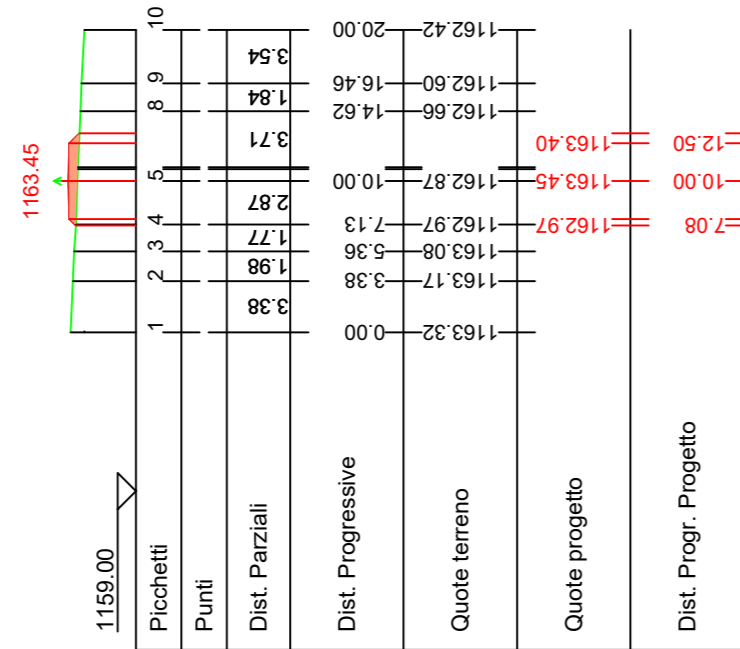 1163.45
1159.00
Picchetti 1 2 3 4 5 8 9 10
Punti
Dist. Parziali 3.38 1.98 1.77 2.87 3.71 1.84 3.54
Dist. Progressive 0.00 3.38 5.36 7.13 10.00 14.62 16.46 20.00
Quote terreno 1163.32 1163.17 1163.08 1162.97 1162.87 1162.66 1162.60 1162.42
Quote progetto 1162.97 1163.45 1163.40
Dist. Progr. Progetto 7.08 10.00 12.50